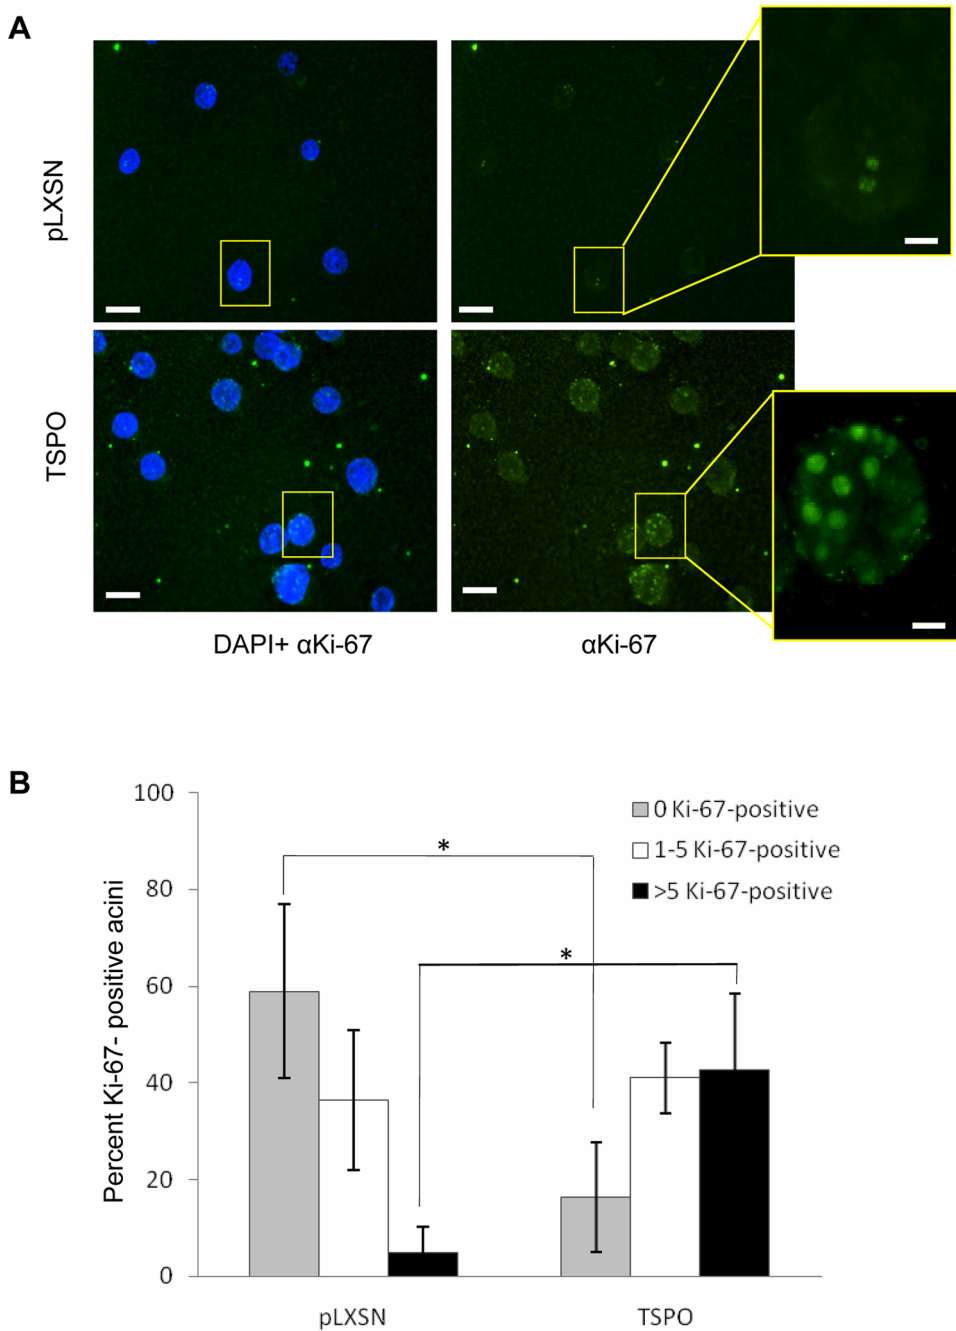 A
pLXSN
TSPO
DAPI+ αKi-67
αKi-67
B
Percent Ki-67- positive acini
100
80
60
40
20
0
*
*
0 Ki-67-positive
1-5 Ki-67-positive
>5 Ki-67-positive
pLXSN
TSPO